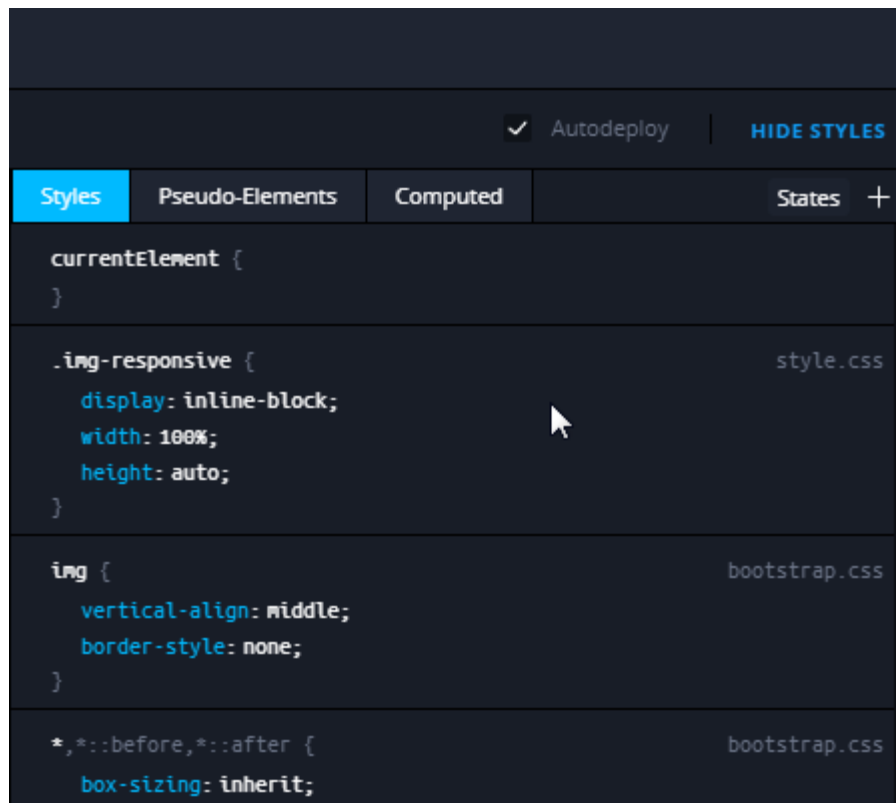 Autodeploy HIDE STYLES
Styles Pseudo-Elements Computed States +
currentElement {
}
.img-responsive { style.css
display: inline-block;
width: 100%;
height: auto;
}
img { bootstrap.css
vertical-align: middle;
border-style: none;
}
*,*::before,*::after { bootstrap.css
box-sizing: inherit;